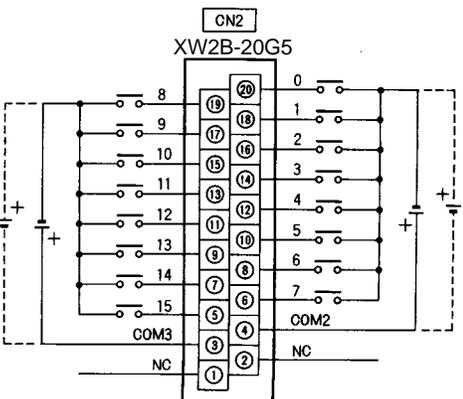 CN2
XW2B-20G5
8 ⑲ ⑳ 0
9 ⑰ ⑱ 1
10 ⑮ ⑯ 2
11 ⑬ ⑭ 3
12 ⑪ ⑫ 4
13 ⑨ ⑩ 5
14 ⑦ ⑧ 6
15 ⑤ ⑥ 7
COM3 ③ ④ COM2
NC ① ② NC
+ + + +